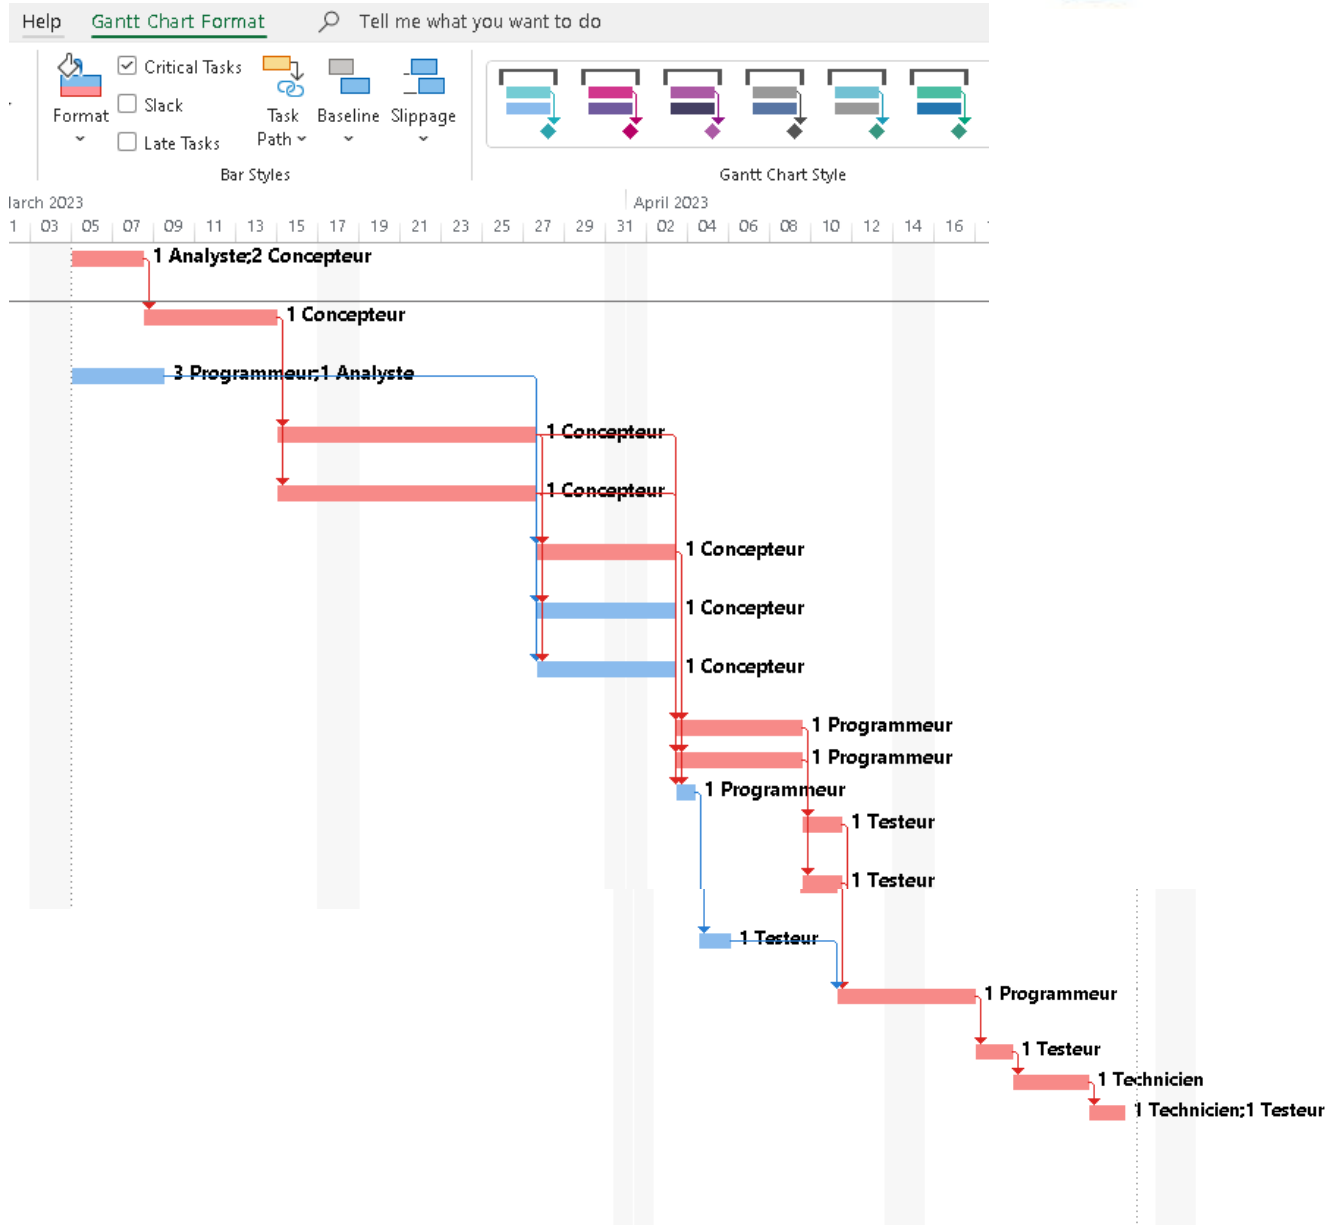 Help Gantt Chart Format Tell me what you want to do
Critical Tasks
Slack
Late Tasks
Format
Task Path
Baseline
Slippage
Bar Styles
Gantt Chart Style
arch 2023 April 2023
1 03 05 07 09 11 13 15 17 19 21 23 25 27 29 31 02 04 06 08 10 12 14 16
1 Analyste;2 Concepteur
1 Concepteur
3 Programmeur;1 Analyste
1 Concepteur
1 Concepteur
1 Concepteur
1 Concepteur
1 Concepteur
1 Programmeur
1 Programmeur
1 Programmeur
1 Testeur
1 Testeur
1 Testeur
1 Programmeur
1 Testeur
1 Technicien
1 Technicien;1 Testeur